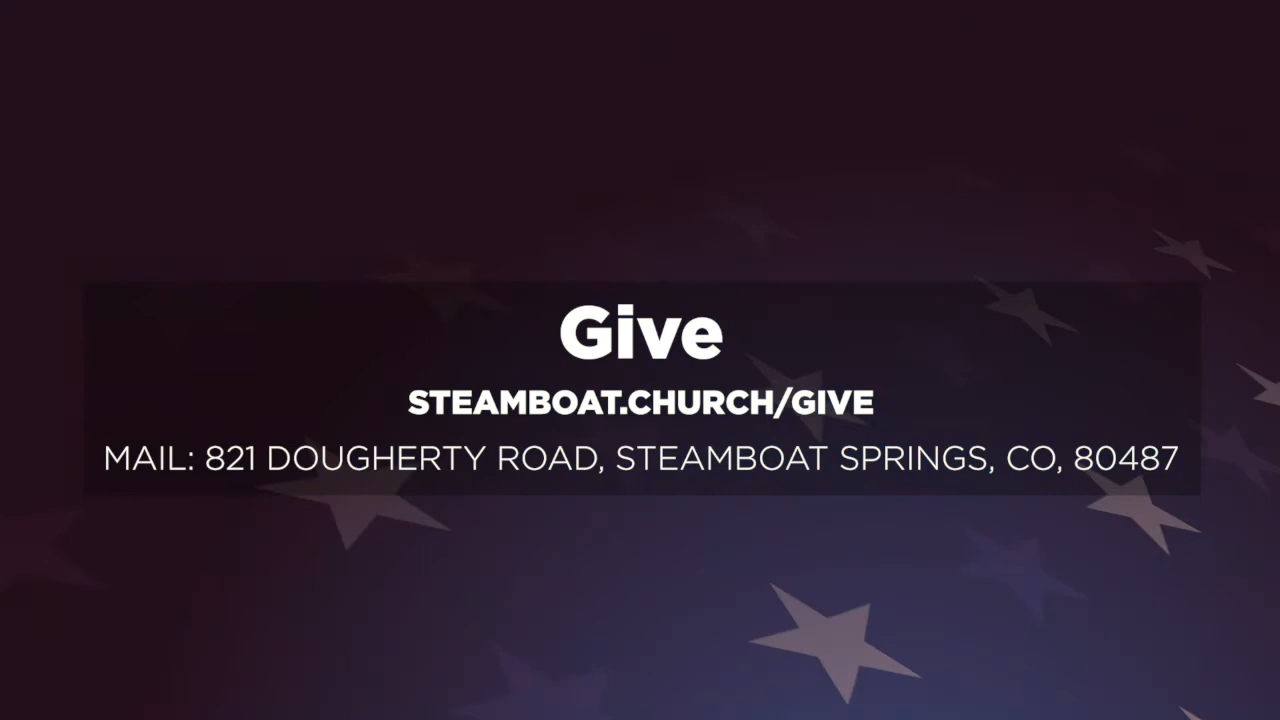 Give
STEAMBOAT.CHURCH/GIVE
MAIL: 821 DOUGHERTY ROAD, STEAMBOAT SPRINGS, CO, 80487